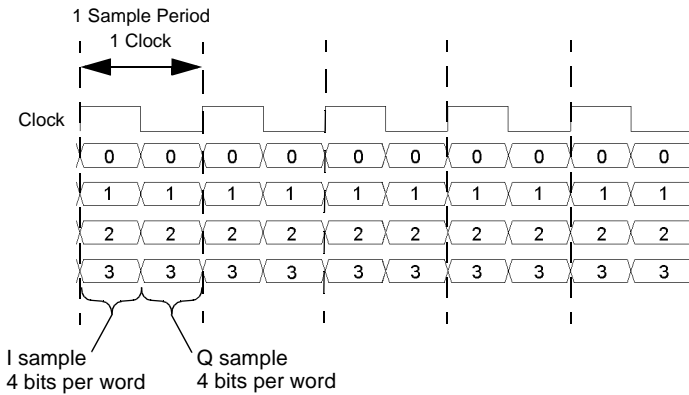 1 Sample Period
1 Clock
Clock
0 0 0 0 0 0 0 0 0 0
1 1 1 1 1 1 1 1 1 1
2 2 2 2 2 2 2 2 2 2
3 3 3 3 3 3 3 3 3 3
I sample
4 bits per word
Q sample
4 bits per word